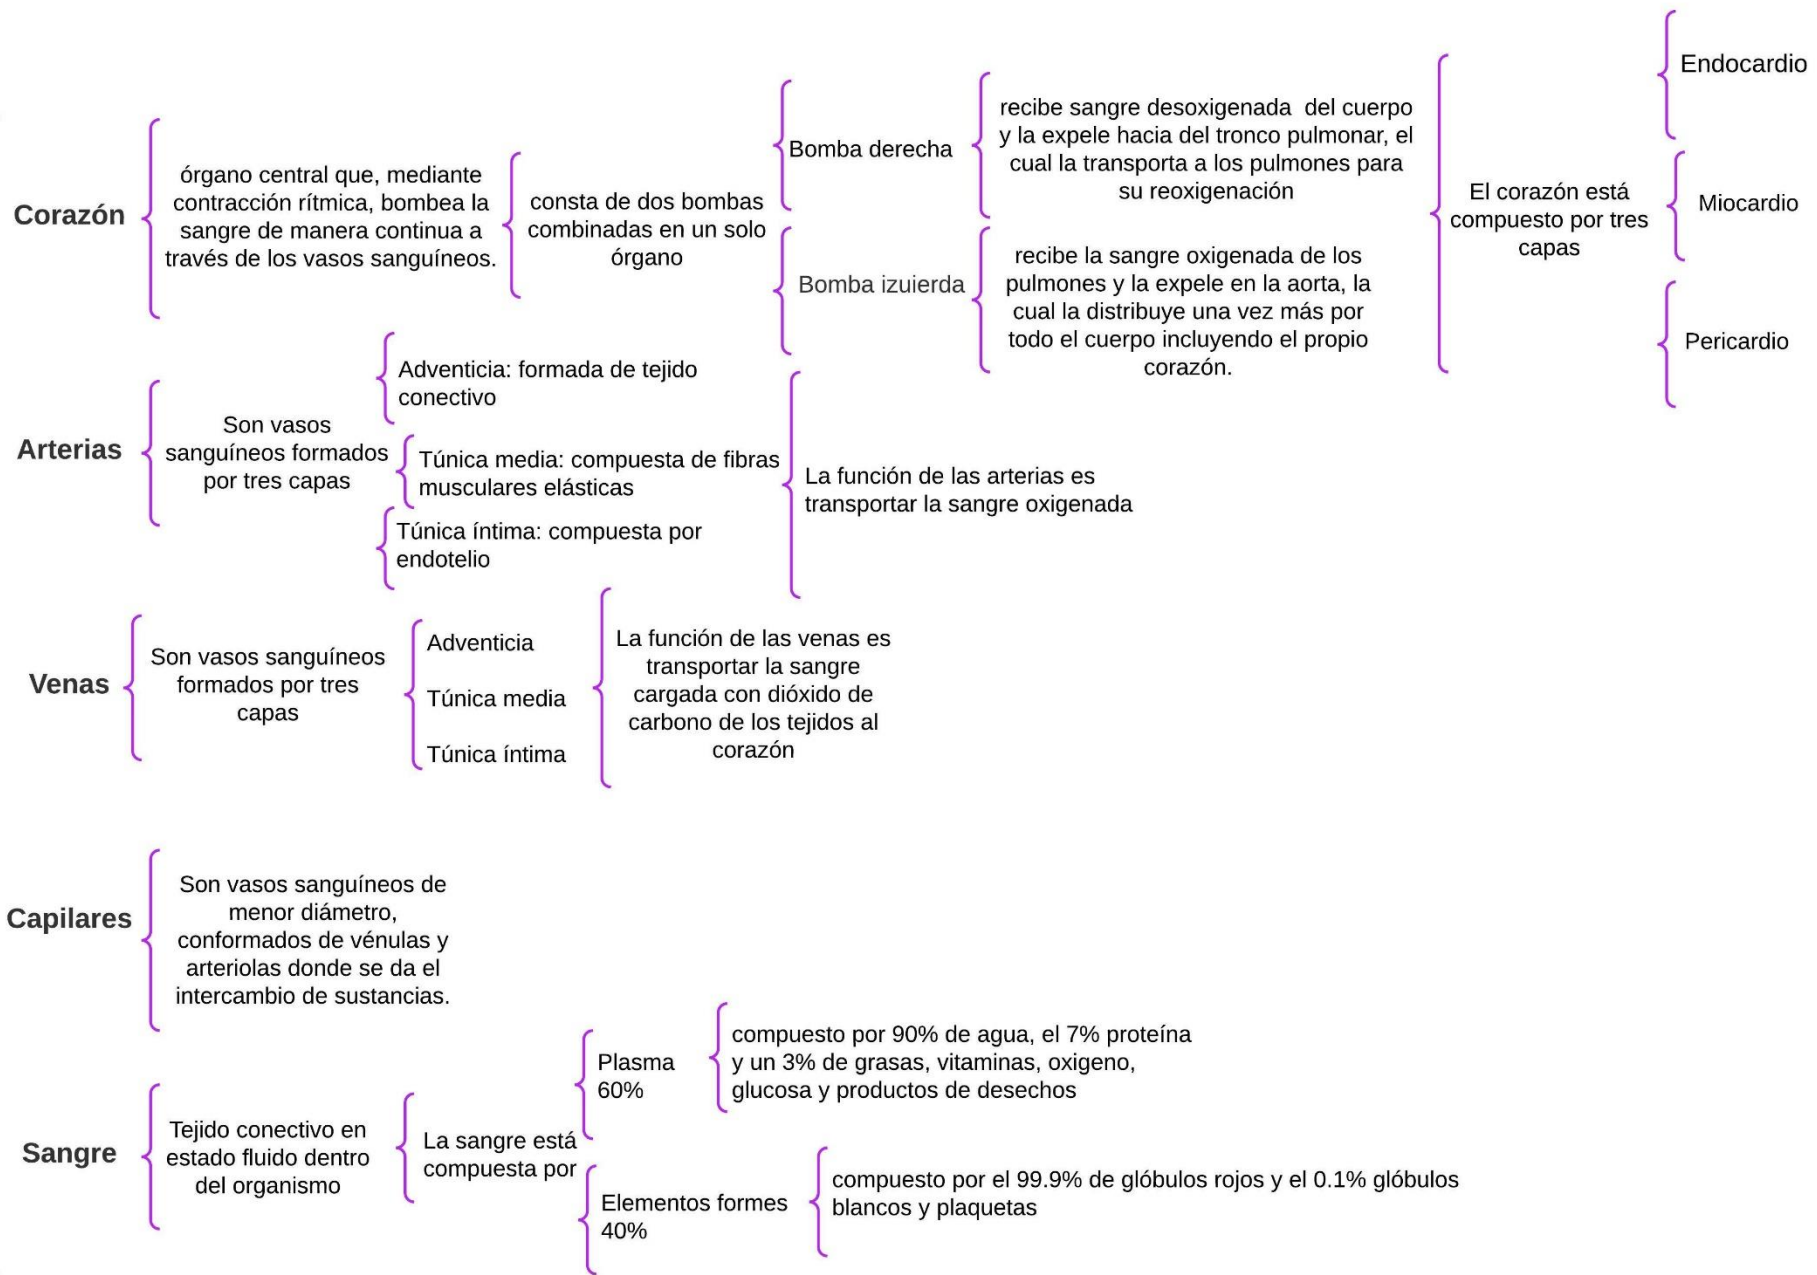 Corazón
órgano central que, mediante
contracción rítmica, bombea la
sangre de manera continua a
través de los vasos sanguíneos.
consta de dos bombas
combinadas en un solo
órgano
Bomba derecha
recibe sangre desoxigenada  del cuerpo
y la expele hacia del tronco pulmonar, el
cual la transporta a los pulmones para
su reoxigenación
Bomba izuierda
recibe la sangre oxigenada de los
pulmones y la expele en la aorta, la
cual la distribuye una vez más por
todo el cuerpo incluyendo el propio
corazón.
El corazón está
compuesto por tres
capas
Endocardio
Miocardio
Pericardio
Arterias
Son vasos
sanguíneos formados
por tres capas
Adventicia: formada de tejido
conectivo
Túnica media: compuesta de fibras
musculares elásticas
Túnica íntima: compuesta por
endotelio
La función de las arterias es
transportar la sangre oxigenada
Venas
Son vasos sanguíneos
formados por tres
capas
Adventicia
Túnica media
Túnica íntima
La función de las venas es
transportar la sangre
cargada con dióxido de
carbono de los tejidos al
corazón
Capilares
Son vasos sanguíneos de
menor diámetro,
conformados de vénulas y
arteriolas donde se da el
intercambio de sustancias.
Sangre
Tejido conectivo en
estado fluido dentro
del organismo
La sangre está
compuesta por
Plasma
60%
compuesto por 90% de agua, el 7% proteína
y un 3% de grasas, vitaminas, oxigeno,
glucosa y productos de desechos
Elementos formes
40%
compuesto por el 99.9% de glóbulos rojos y el 0.1% glóbulos
blancos y plaquetas